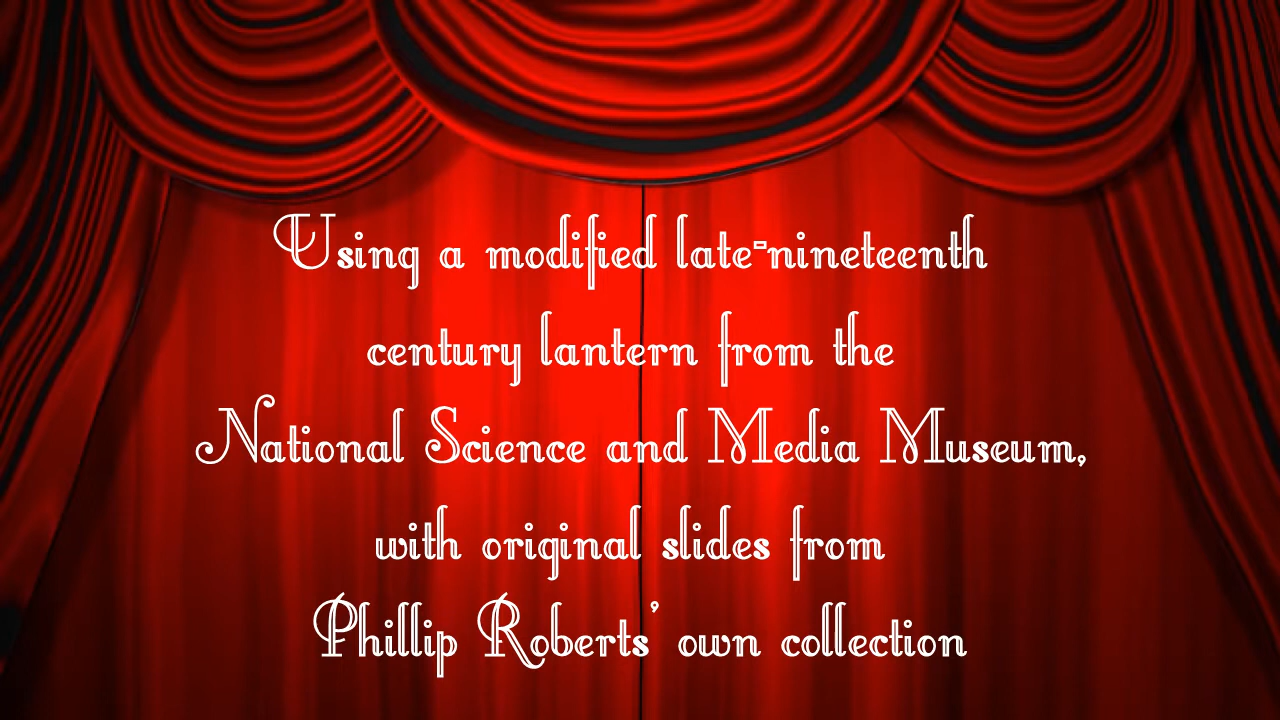 Using a modified late-nineteenth
century lantern from the
National Science and Media Museum,
with original slides from
Phillip Roberts' own collection